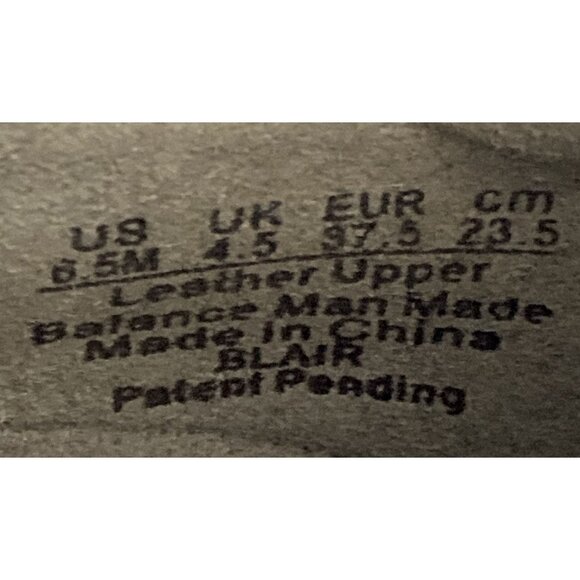 US UK EUR cm
6.5M 4.5 37.5 23.5
Leather Upper
Balance Man Made
Made in China
BLAIR
Patent Pending